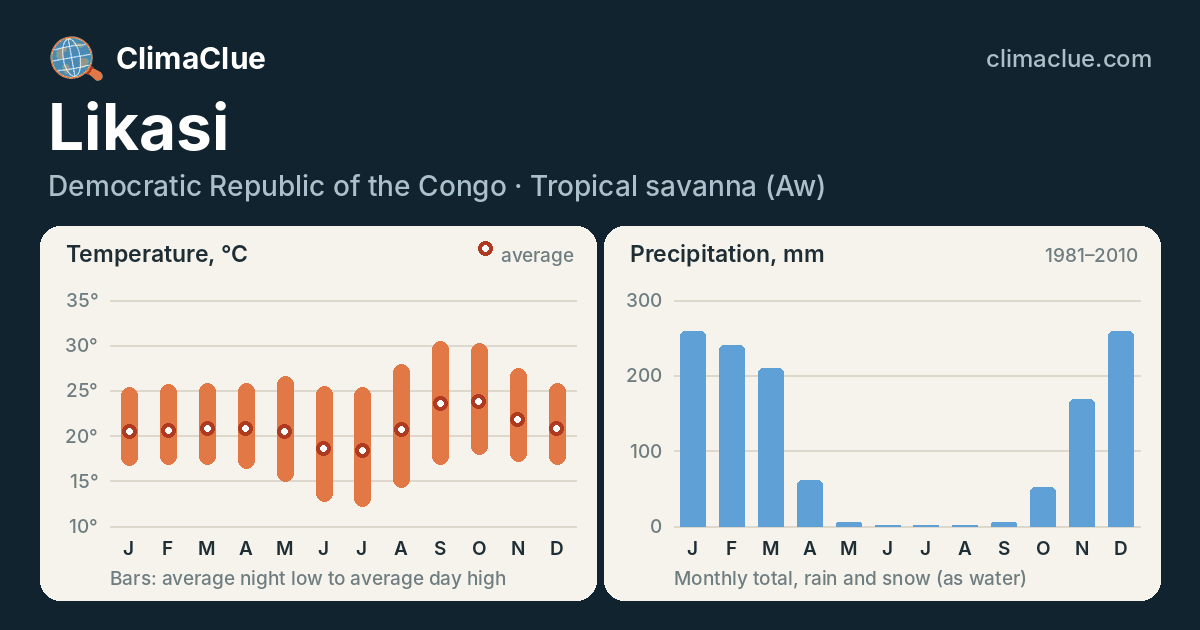 ClimaClue
climaclue.com
Likasi
Democratic Republic of the Congo · Tropical savanna (Aw)
Temperature, °C
average
35°
30°
25°
20°
15°
10°
J F M A M J J A S O N D
Bars: average night low to average day high
Precipitation, mm
1981–2010
300
200
100
0
J F M A M J J A S O N D
Monthly total, rain and snow (as water)